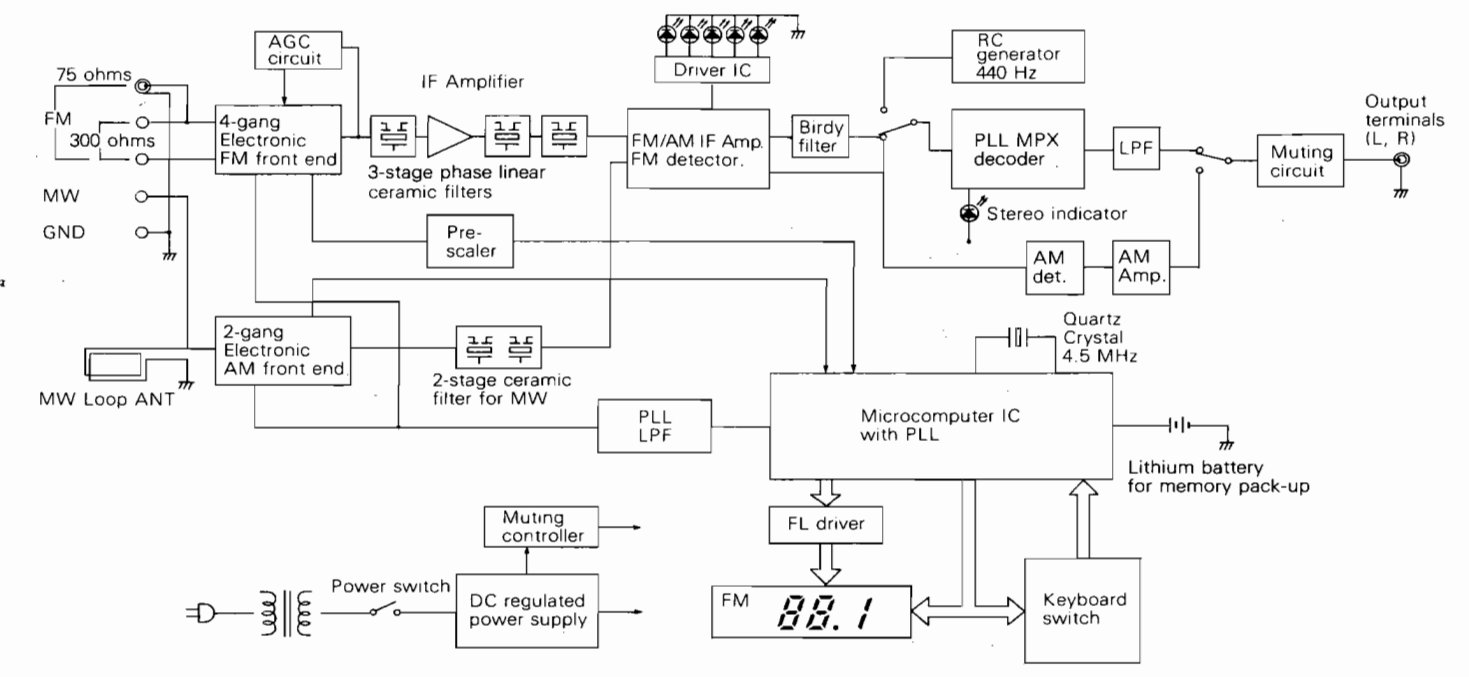 AGC
circuit
75 ohms
FM
300 ohms
MW
GND
4-gang
Electronic
FM front end
IF Amplifier
3-stage phase linear
ceramic filters
Driver IC
FM/AM IF Amp.
FM detector.
Birdy
filter
RC
generator
440 Hz
PLL MPX
decoder
LPF
Muting
circuit
Output
terminals
(L, R)
Stereo indicator
AM
det.
AM
Amp.
Pre-
scaler
2-gang
Electronic
AM front end
MW Loop ANT
2-stage ceramic
filter for MW
PLL
LPF
Quartz
Crystal
4.5 MHz
Microcomputer IC
with PLL
Lithium battery
for memory pack-up
Muting
controller
FL driver
Power switch
DC regulated
power supply
FM 88.1
Keyboard
switch